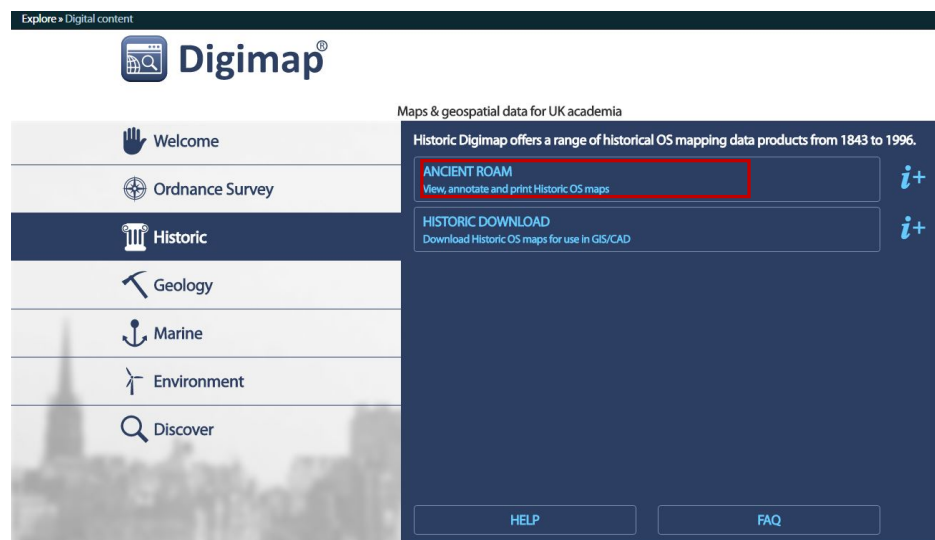 Explore » Digital content
Digimap®
Maps & geospatial data for UK academia
Welcome
Ordnance Survey
Historic
Geology
Marine
Environment
Discover
Historic Digimap offers a range of historical OS mapping data products from 1843 to 1996.
ANCIENT ROAM
View, annotate and print Historic OS maps
i+
HISTORIC DOWNLOAD
Download Historic OS maps for use in GIS/CAD
i+
HELP
FAQ